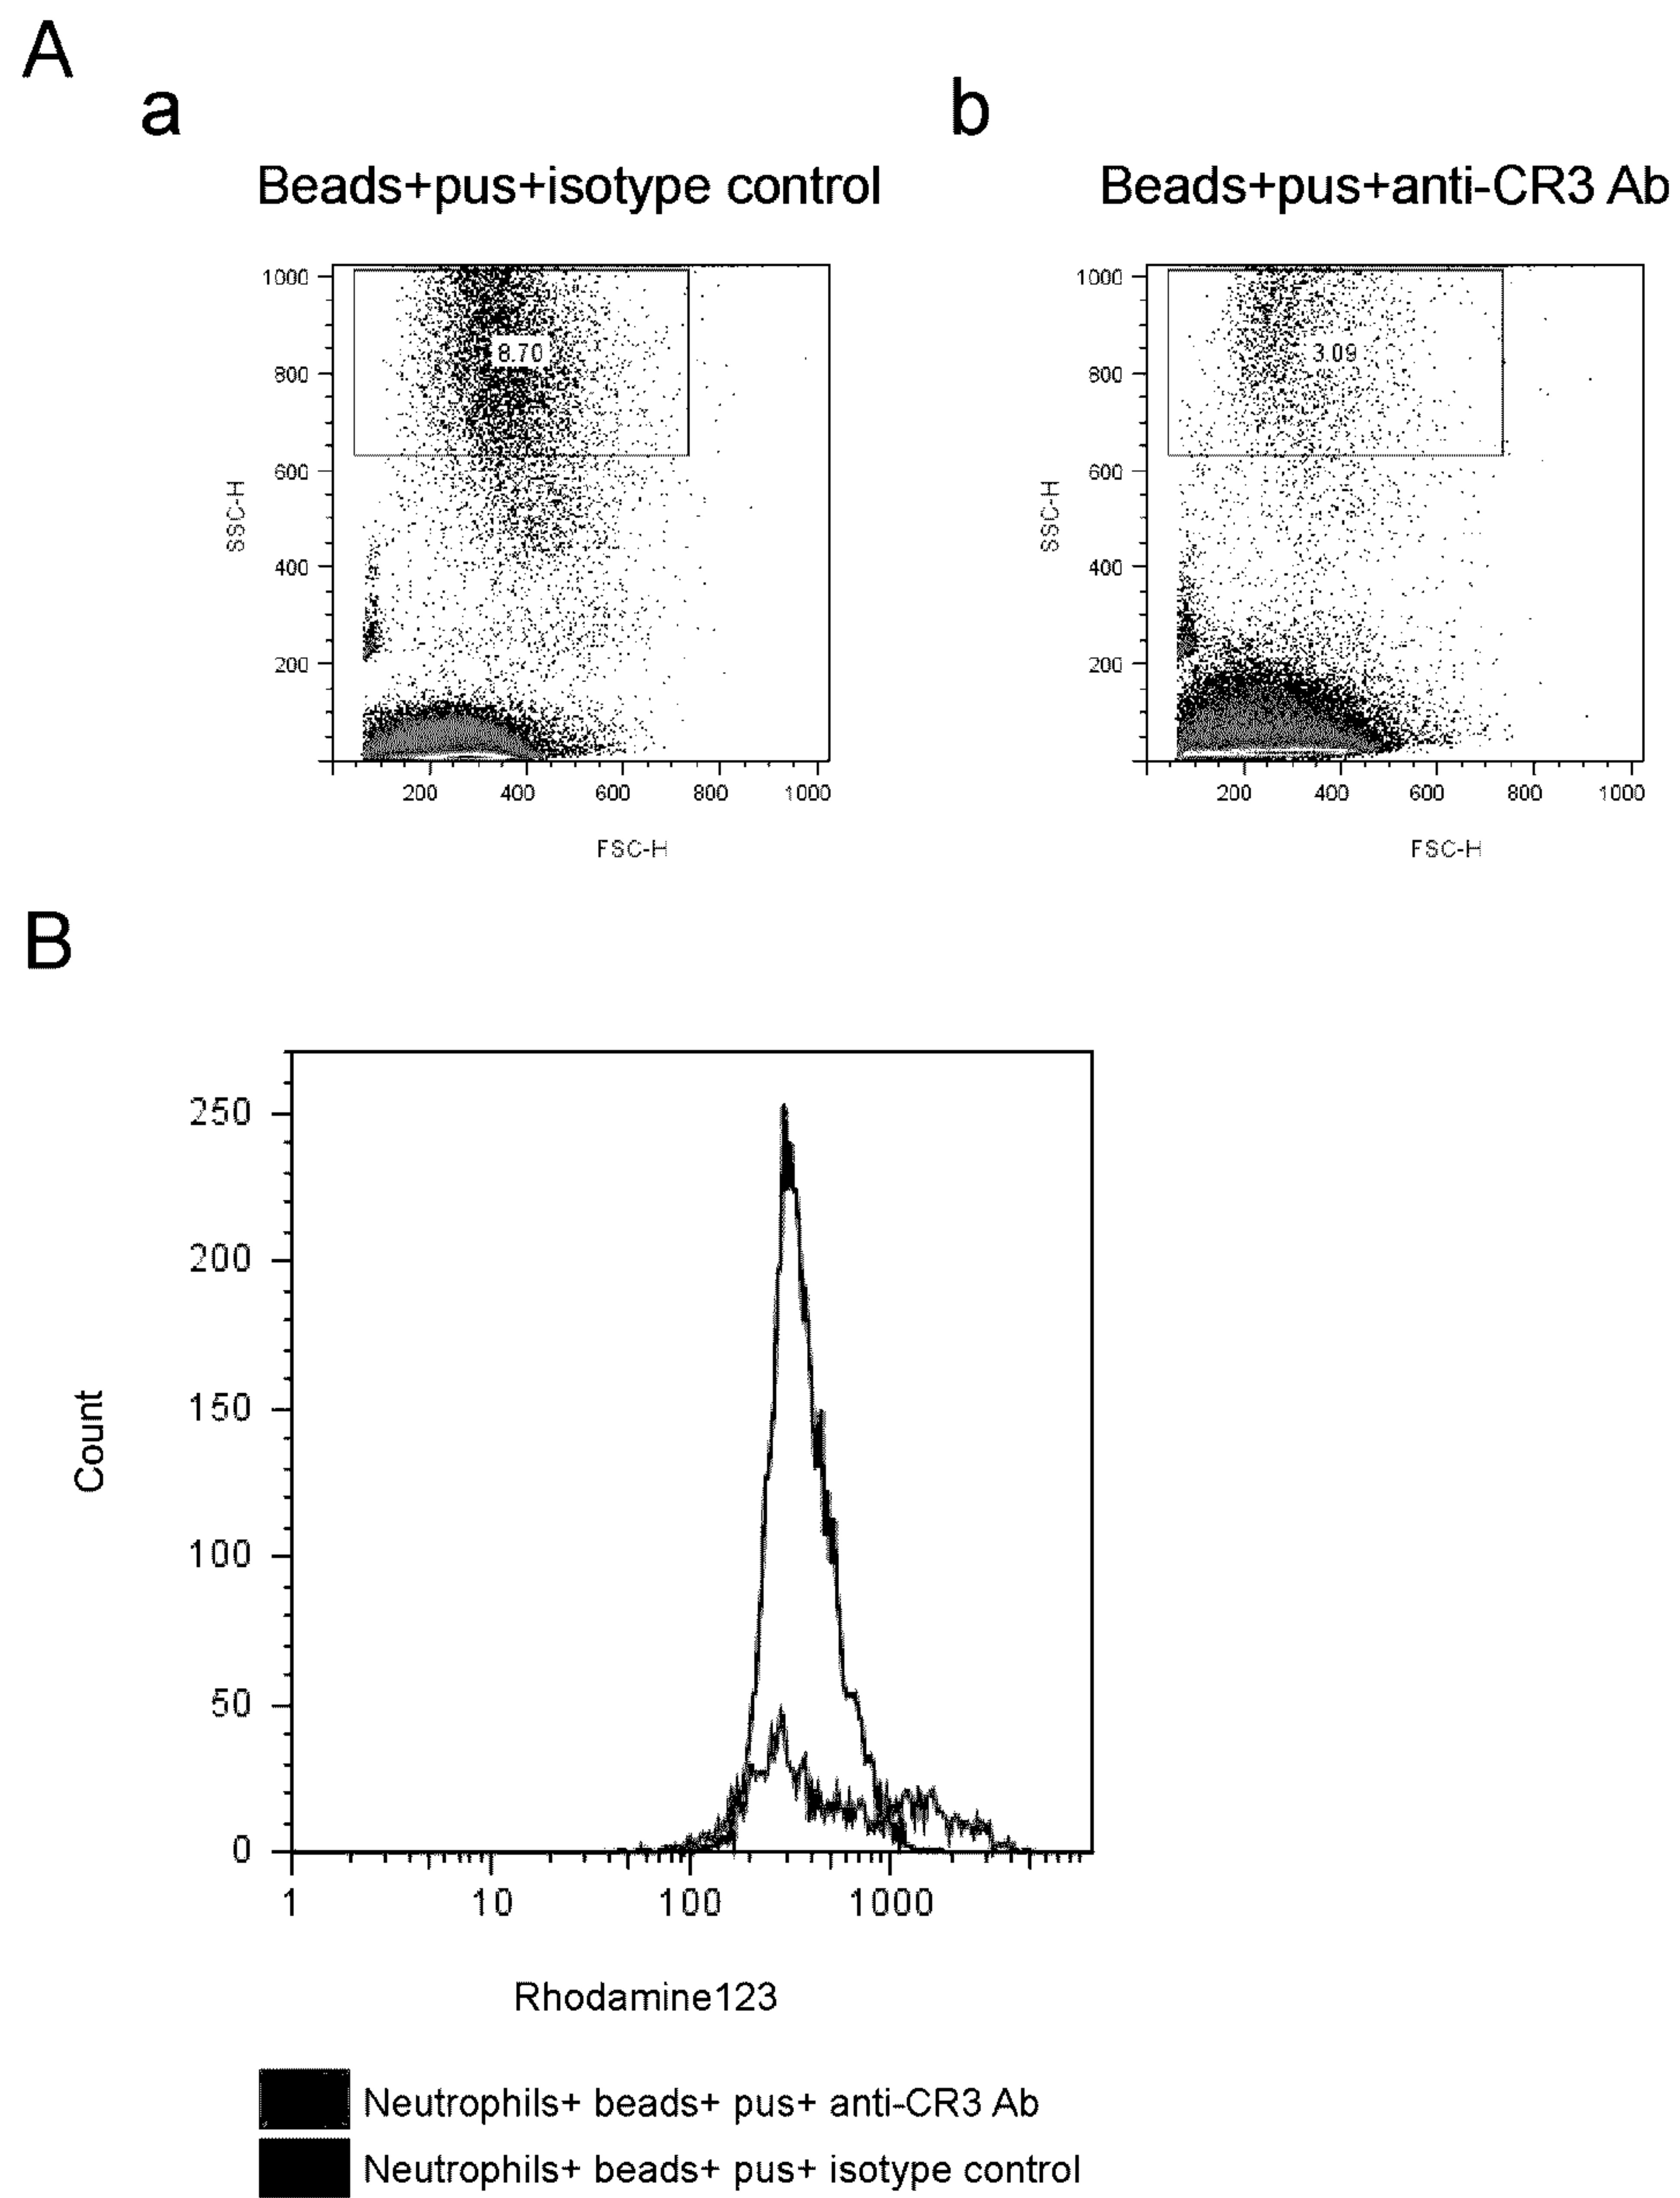 A
a
b
Beads+pus+isotype control
Beads+pus+anti-CR3 Ab
1000
800
600
400
200
SSC-H
8.70
200
400
600
800
1000
FSC-H
1000
800
600
400
200
SSC-H
3.09
200
400
600
800
1000
FSC-H
B
250
200
150
100
50
0
Count
1
10
100
1000
Rhodamine123
Neutrophils+ beads+ pus+ anti-CR3 Ab
Neutrophils+ beads+ pus+ isotype control